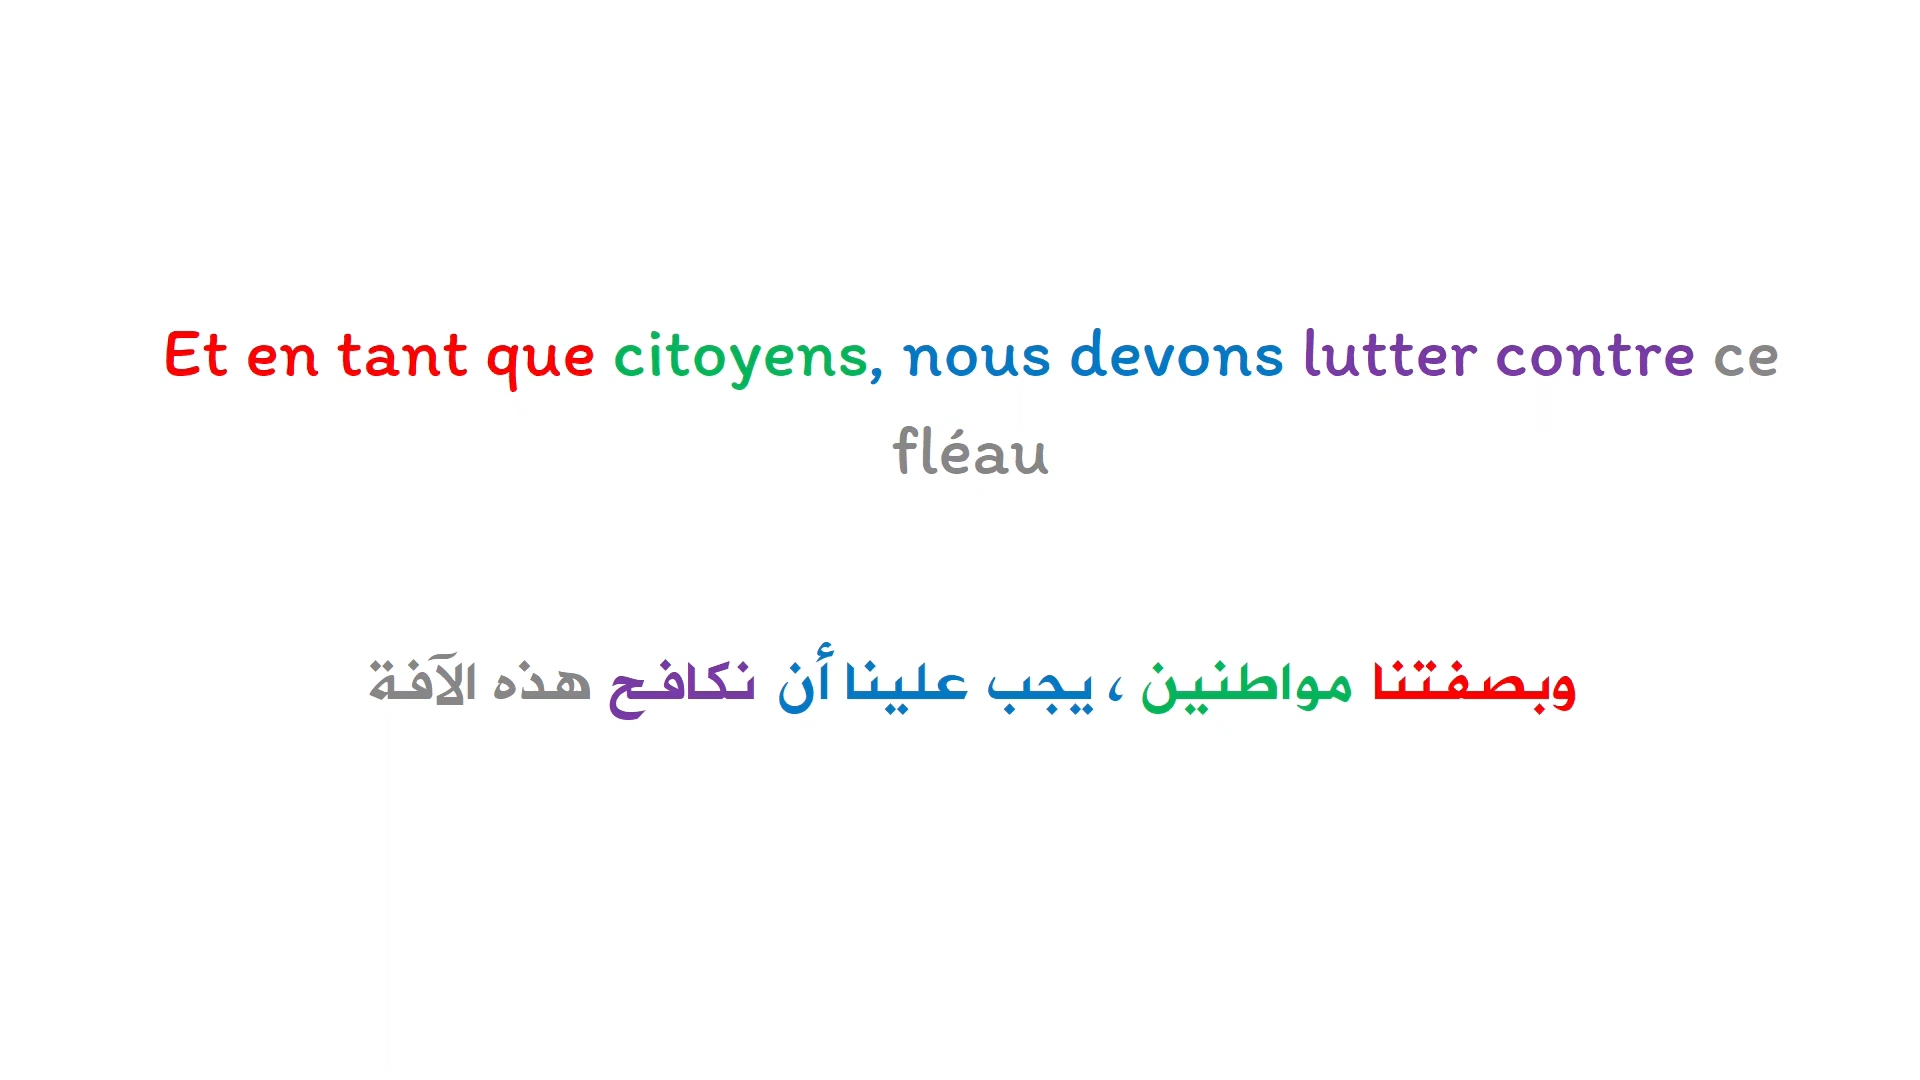 Et en tant que citoyens, nous devons lutter contre ce
fléau
وبصفتنا مواطنين ، يجب علينا أن نكافح هذه الآفة